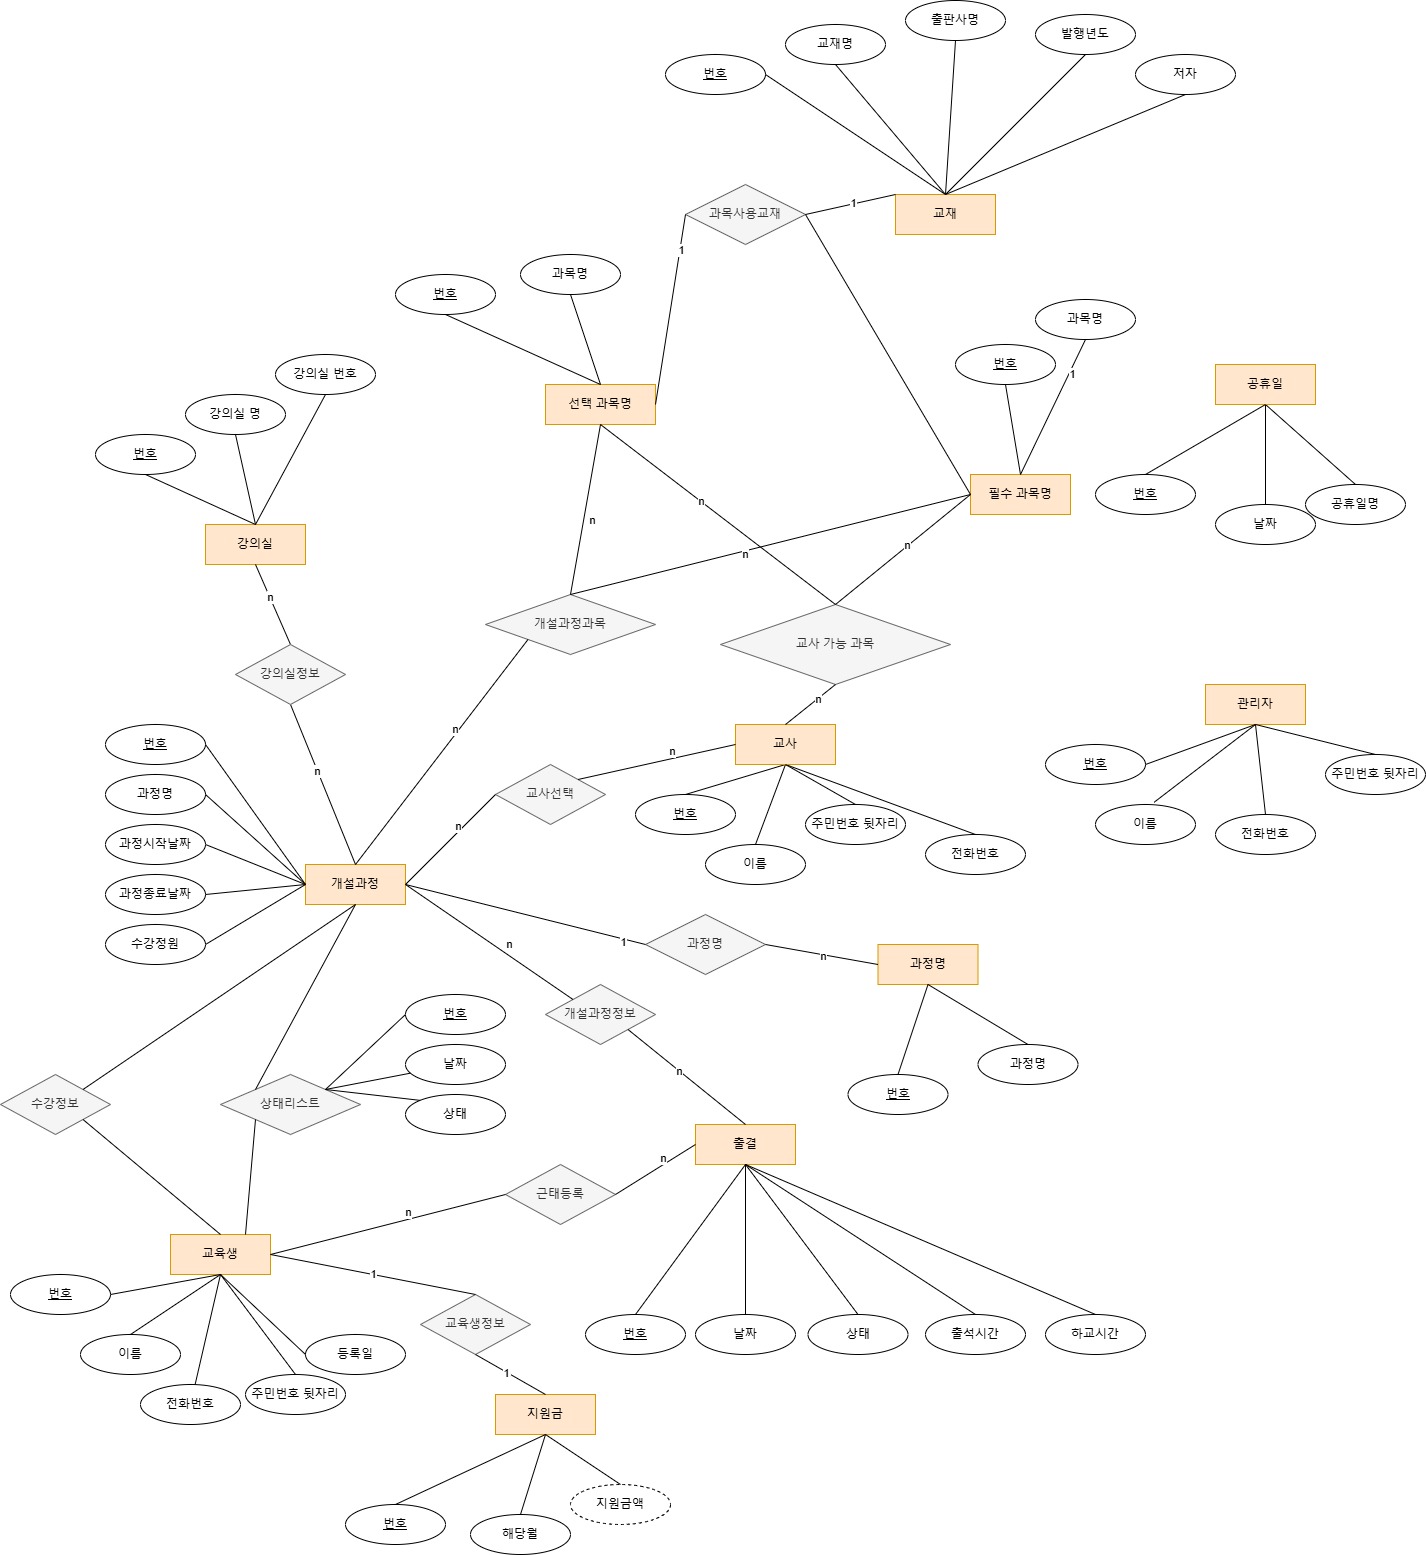 출판사명
발행년도
교재명
번호
저자
과목사용교재
1
교재
1
과목명
번호
과목명
번호
강의실 번호
1
공휴일
선택 과목명
강의실 명
번호
필수 과목명
번호
공휴일명
날짜
n
n
강의실
n
n
n
개설과정과목
교사 가능 과목
강의실정보
n
관리자
n
번호
n
교사
n
번호
주민번호 뒷자리
n
과정명
교사선택
번호
주민번호 뒷자리
이름
전화번호
n
과정시작날짜
전화번호
이름
개설과정
과정종료날짜
수강정원
n
1
과정명
n
과정명
번호
개설과정정보
날짜
과정명
n
번호
수강정보
상태리스트
상태
출결
n
근태등록
n
교육생
1
번호
교육생정보
번호
날짜
상태
출석시간
하교시간
이름
등록일
1
전화번호
주민번호 뒷자리
지원금
지원금액
번호
해당월